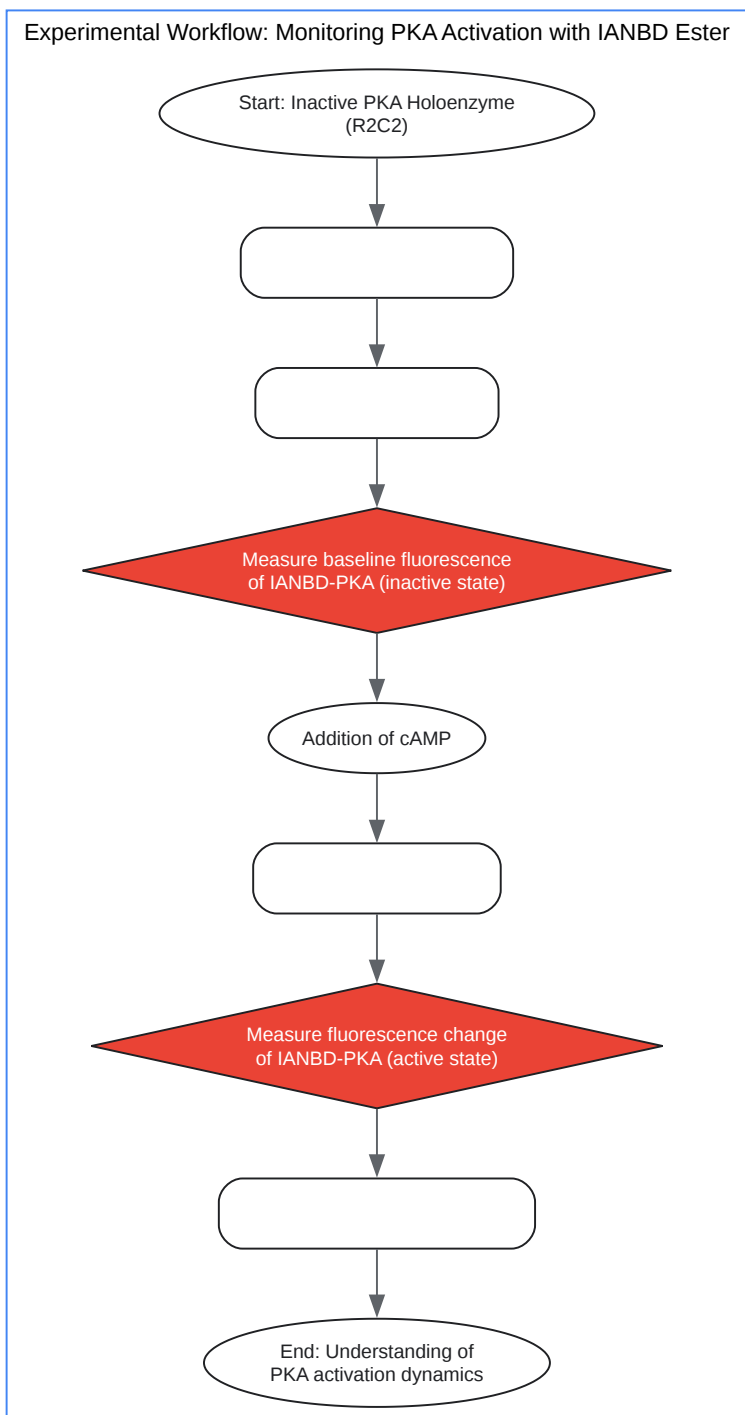 Experimental Workflow: Monitoring PKA Activation with IANBD Ester
Start: Inactive PKA Holoenzyme
(R2C2)
Measure baseline fluorescence
of IANBD-PKA (inactive state)
Addition of cAMP
Measure fluorescence change
of IANBD-PKA (active state)
End: Understanding of
PKA activation dynamics